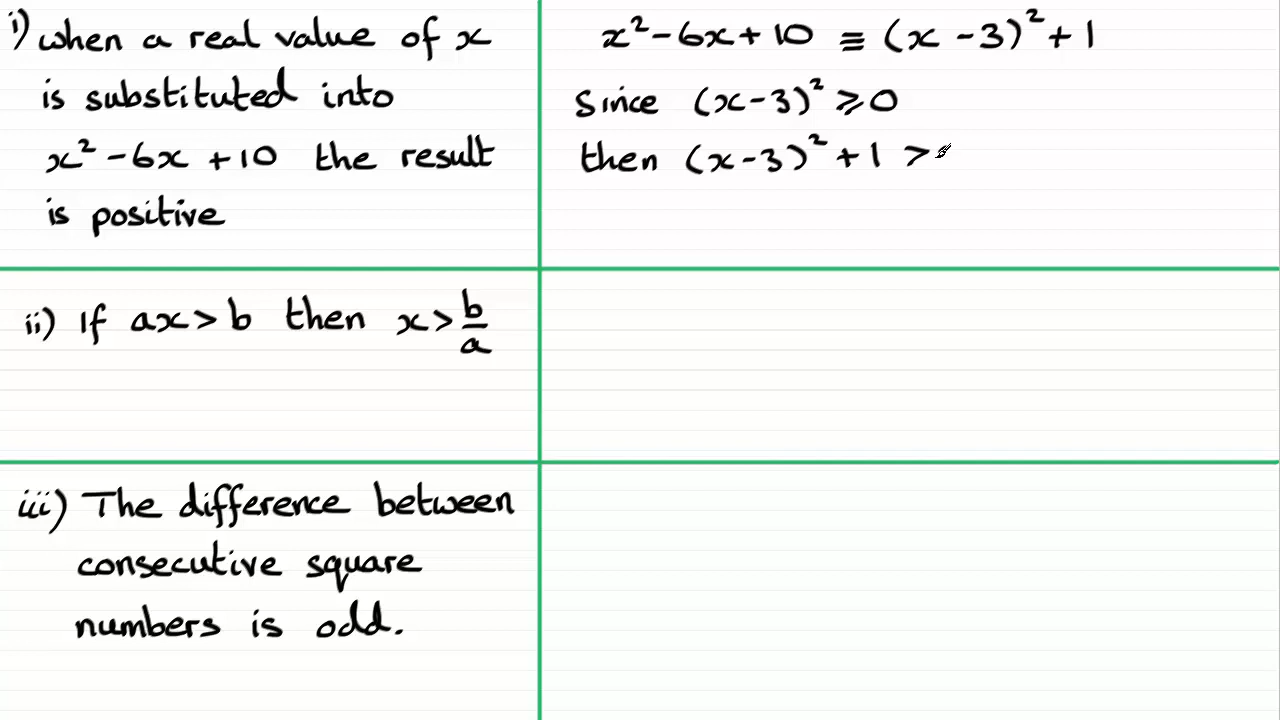 i) when a real value of x
is substituted into
x² - 6x + 10 the result
is positive
x² - 6x + 10 ≡ (x - 3)² + 1
Since (x - 3)² ⩾ 0
then (x - 3)² + 1 >
ii) If ax > b then x > b/a
iii) The difference between
consecutive square
numbers is odd.